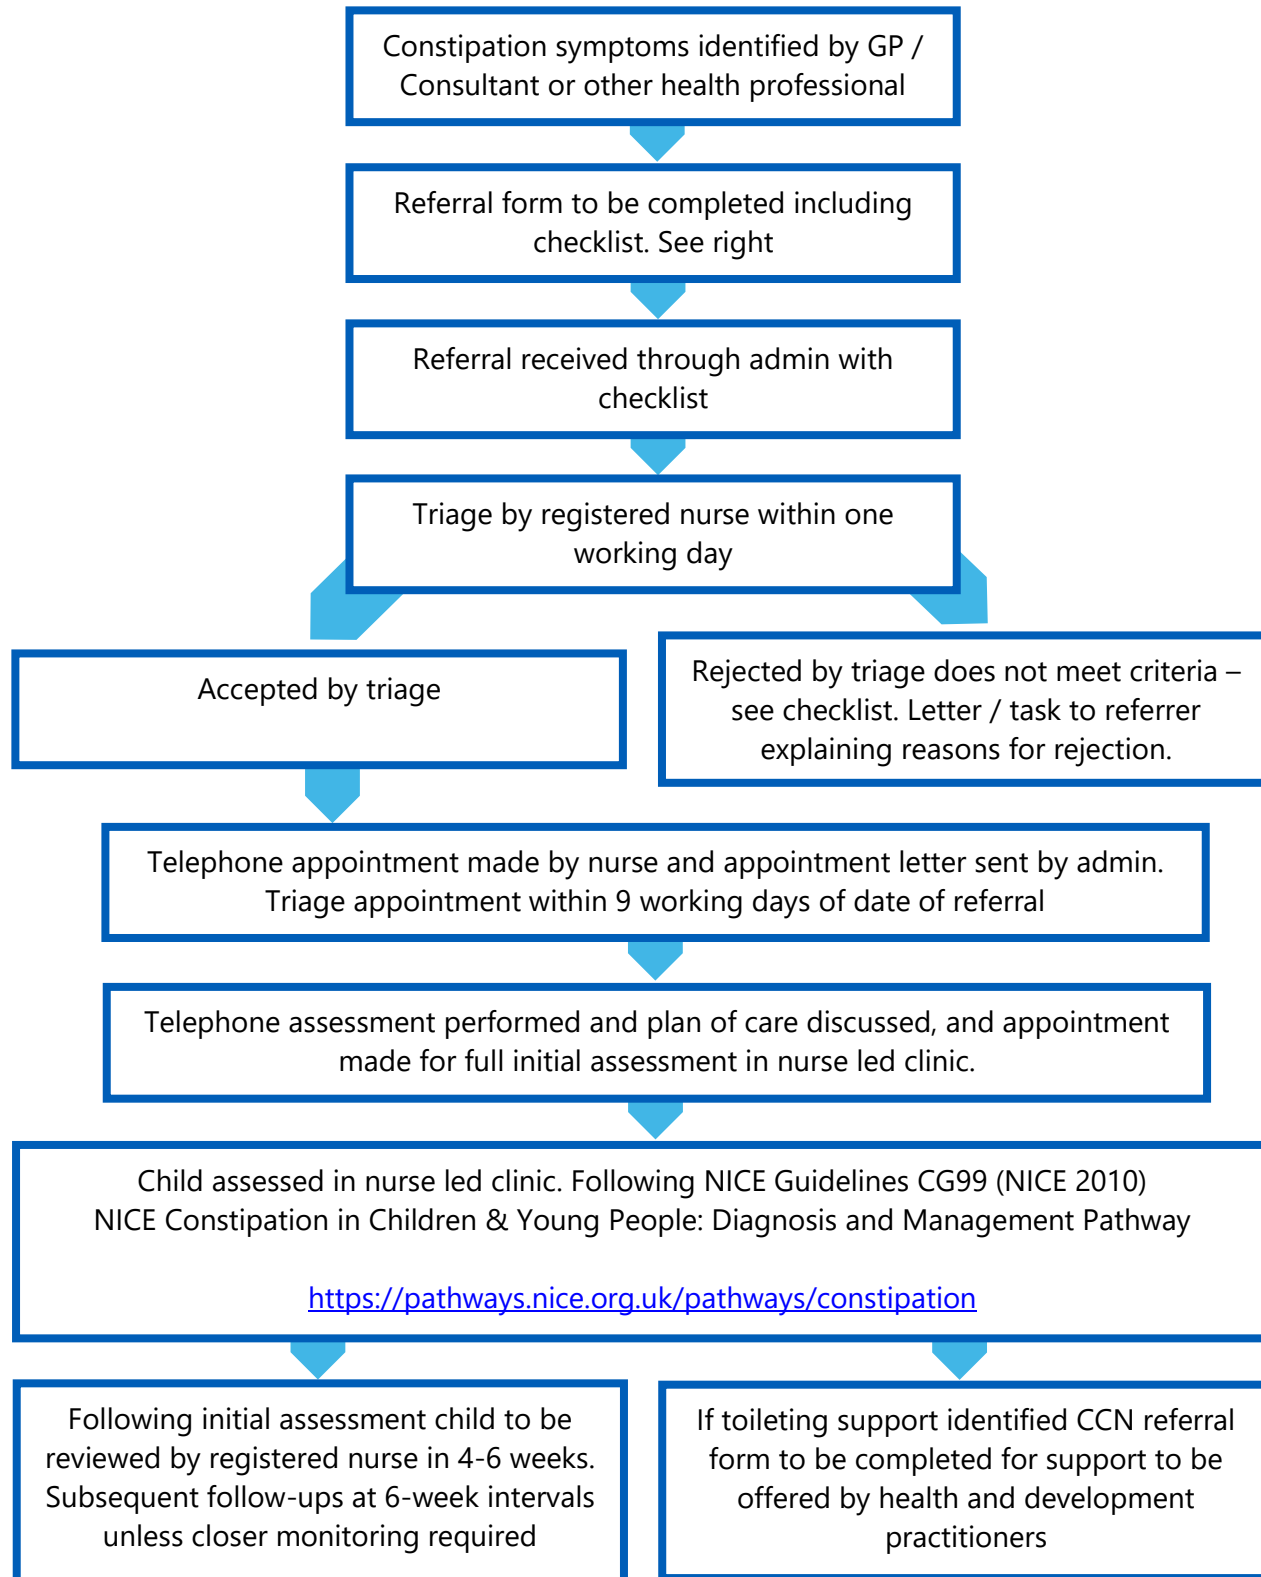 Constipation symptoms identified by GP /
Consultant or other health professional
Referral form to be completed including
checklist. See right
Referral received through admin with
checklist
Triage by registered nurse within one
working day
Accepted by triage
Rejected by triage does not meet criteria –
see checklist. Letter / task to referrer
explaining reasons for rejection.
Telephone appointment made by nurse and appointment letter sent by admin.
Triage appointment within 9 working days of date of referral
Telephone assessment performed and plan of care discussed, and appointment
made for full initial assessment in nurse led clinic.
Child assessed in nurse led clinic. Following NICE Guidelines CG99 (NICE 2010)
NICE Constipation in Children & Young People: Diagnosis and Management Pathway
https://pathways.nice.org.uk/pathways/constipation
Following initial assessment child to be
reviewed by registered nurse in 4-6 weeks.
Subsequent follow-ups at 6-week intervals
unless closer monitoring required
If toileting support identified CCN referral
form to be completed for support to be
offered by health and development
practitioners